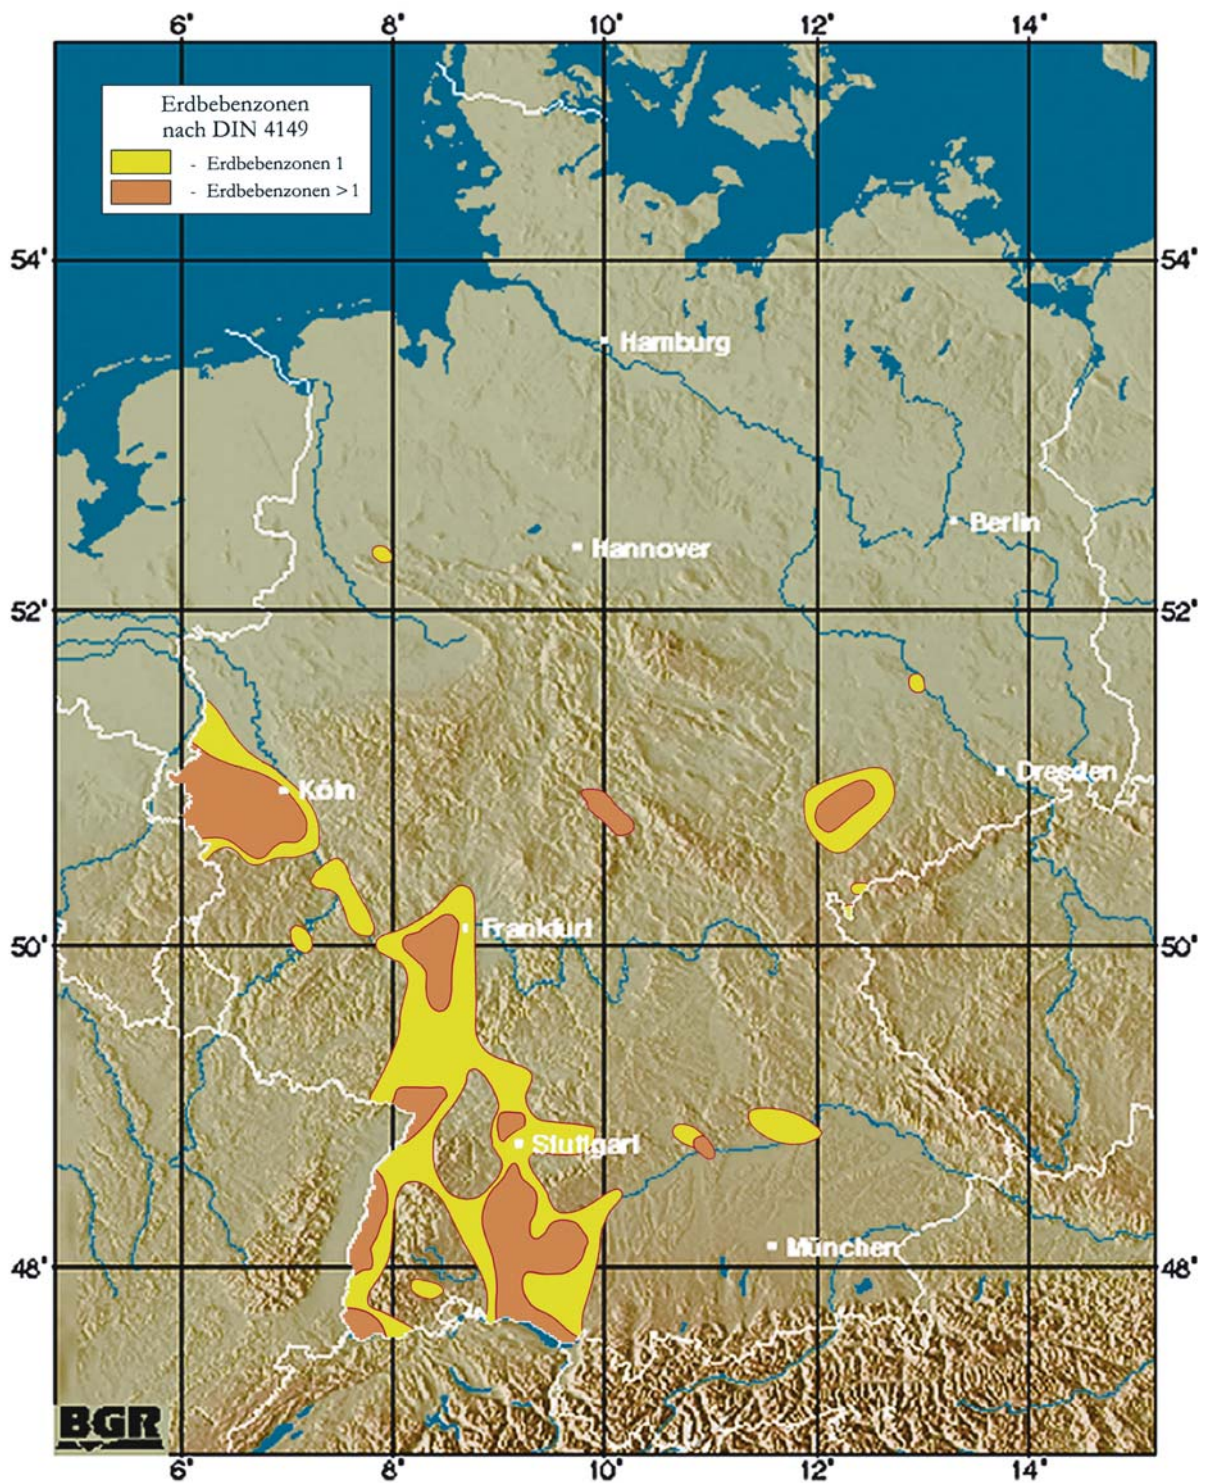 6° 8° 10° 12° 14°
Erdbebenzonen
nach DIN 4149
- Erdbebenzonen 1
- Erdbebenzonen >1
54° 54°
Hamburg
Berlin
Hannover
52° 52°
Dresden
Köln
Frankfurt
50° 50°
Stuttgart
München
48° 48°
BGR
6° 8° 10° 12° 14°